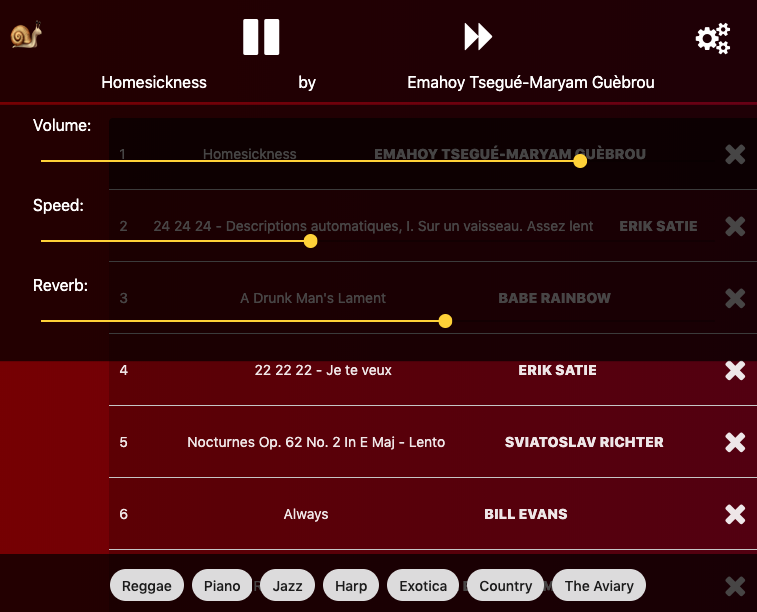 Homesickness by Emahoy Tsegué-Maryam Guèbrou
Volume:
1 Homesickness EMAHOY TSEGUÉ-MARYAM GUÈBROU
Speed:
2 24 24 24 - Descriptions automatiques, I. Sur un vaisseau. Assez lent ERIK SATIE
Reverb:
3 A Drunk Man's Lament BABE RAINBOW
4 22 22 22 - Je te veux ERIK SATIE
5 Nocturnes Op. 62 No. 2 In E Maj - Lento SVIATOSLAV RICHTER
6 Always BILL EVANS
Reggae Piano Jazz Harp Exotica Country The Aviary